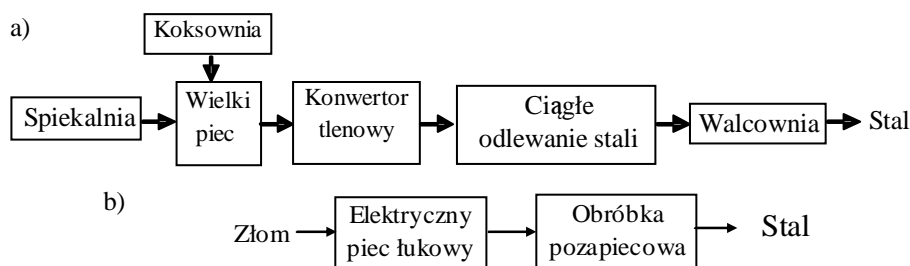 a)
Koksownia
Spiekalnia
Wielki
piec
Konwertor
tlenowy
Ciągłe
odlewanie stali
Walcownia
Stal
b)
Złom
Elektryczny
piec łukowy
Obróbka
pozapiecowa
Stal